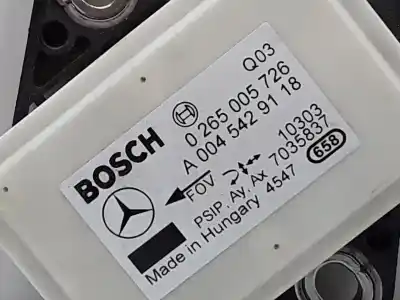 Q03
BOSCH
0 265 005 726
A 004 542 91 18
FOV
10303
PSIP, Ay, Ax 7035837
Made in Hungary 4547
658